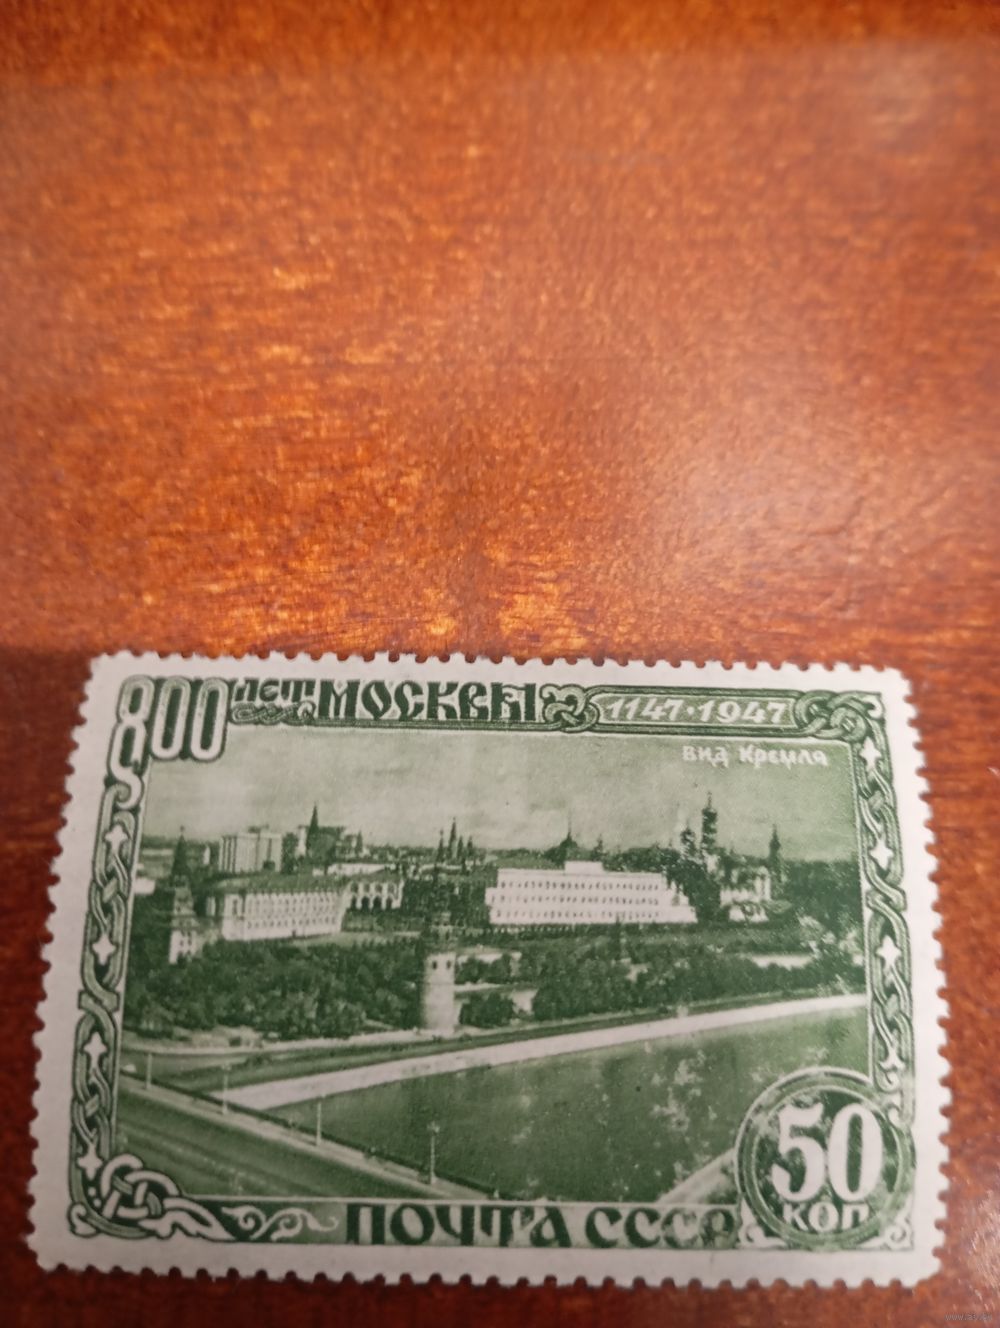 800 лет МОСКВЫ 1147·1947
вид Кремля
50
КОП
ПОЧТА СССР